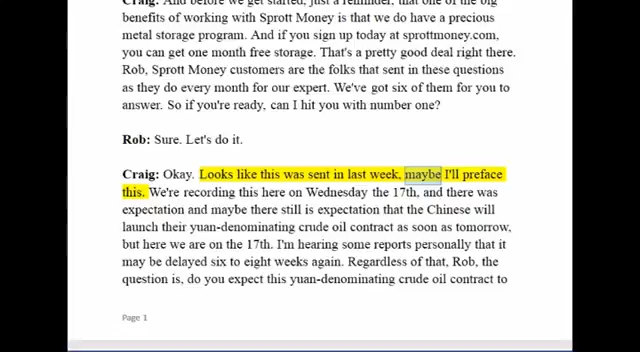 Craig: And before we get started, just a reminder, that one of the big
benefits of working with Sprott Money is that we do have a precious
metal storage program. And if you sign up today at sprottmoney.com,
you can get one month free storage. That's a pretty good deal right there.
Rob, Sprott Money customers are the folks that sent in these questions
as they do every month for our expert. We've got six of them for you to
answer. So if you're ready, can I hit you with number one?
Rob: Sure. Let's do it.
Craig: Okay. Looks like this was sent in last week, maybe I'll preface
this. We're recording this here on Wednesday the 17th, and there was
expectation and maybe there still is expectation that the Chinese will
launch their yuan-denominating crude oil contract as soon as tomorrow,
but here we are on the 17th. I'm hearing some reports personally that it
may be delayed six to eight weeks again. Regardless of that, Rob, the
question is, do you expect this yuan-denominating crude oil contract to
Page 1